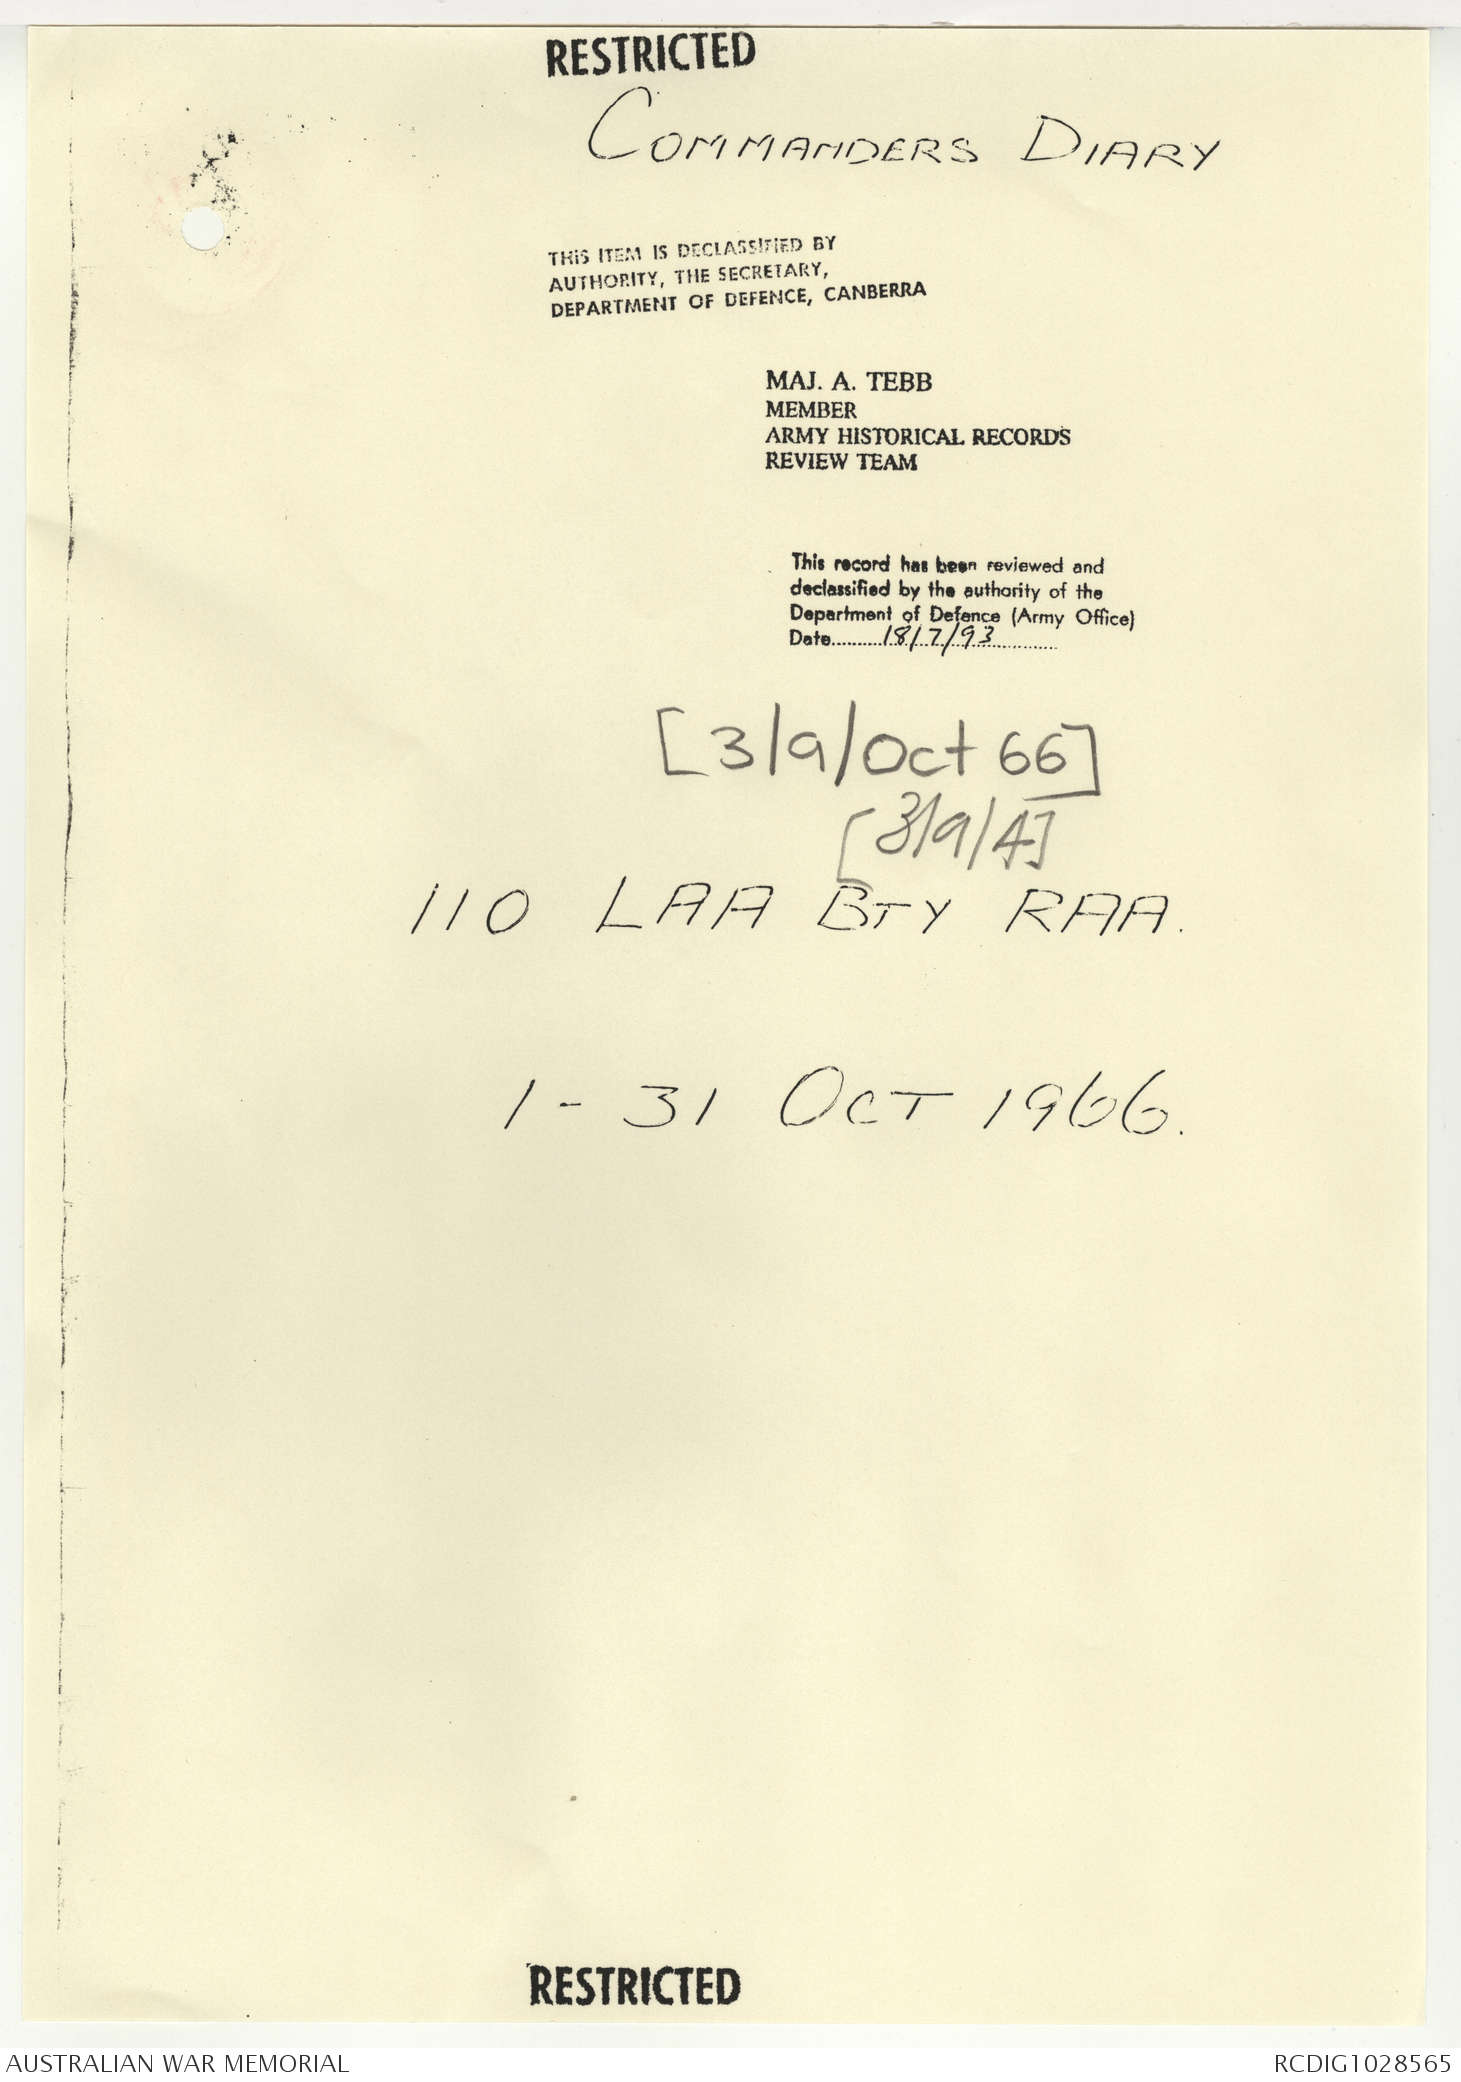 RESTRICTED
COMMANDERS DIARY
THIS ITEM IS DECLASSIFIED BY
AUTHORITY, THE SECRETARY,
DEPARTMENT OF DEFENCE, CANBERRA
MAJ. A. TEBB
MEMBER
ARMY HISTORICAL RECORDS
REVIEW TEAM
This record has been reviewed and
declassified by the authority of the
Department of Defence (Army Office)
Date..........18/7/93..........
[3/9/Oct 66]
[3/9/4]
110 LAA BTY RAA.
1 - 31 OCT 1966.
RESTRICTED
AUSTRALIAN WAR MEMORIAL
RCDIG1028565